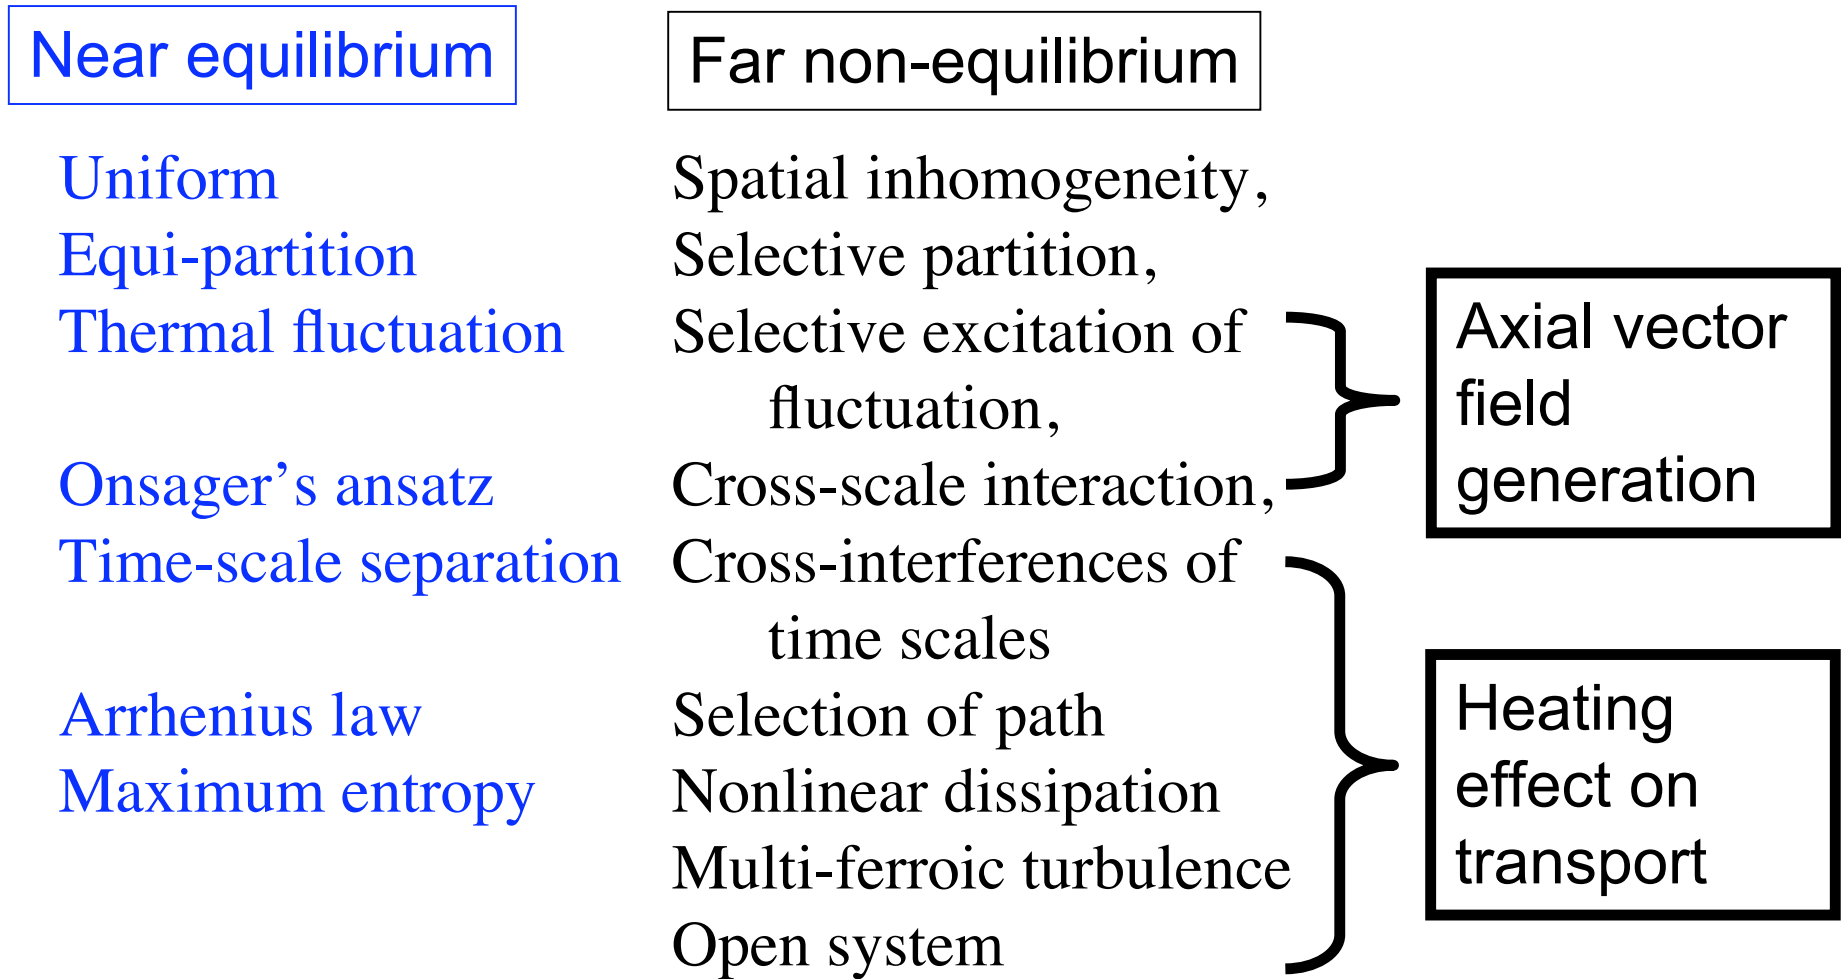 Near equilibrium
Uniform
Equi-partition
Thermal fluctuation
Onsager’s ansatz
Time-scale separation
Arrhenius law
Maximum entropy
Far non-equilibrium
Spatial inhomogeneity,
Selective partition,
Selective excitation of
fluctuation,
Cross-scale interaction,
Cross-interferences of
time scales
Selection of path
Nonlinear dissipation
Multi-ferroic turbulence
Open system
Axial vector
field
generation
Heating
effect on
transport